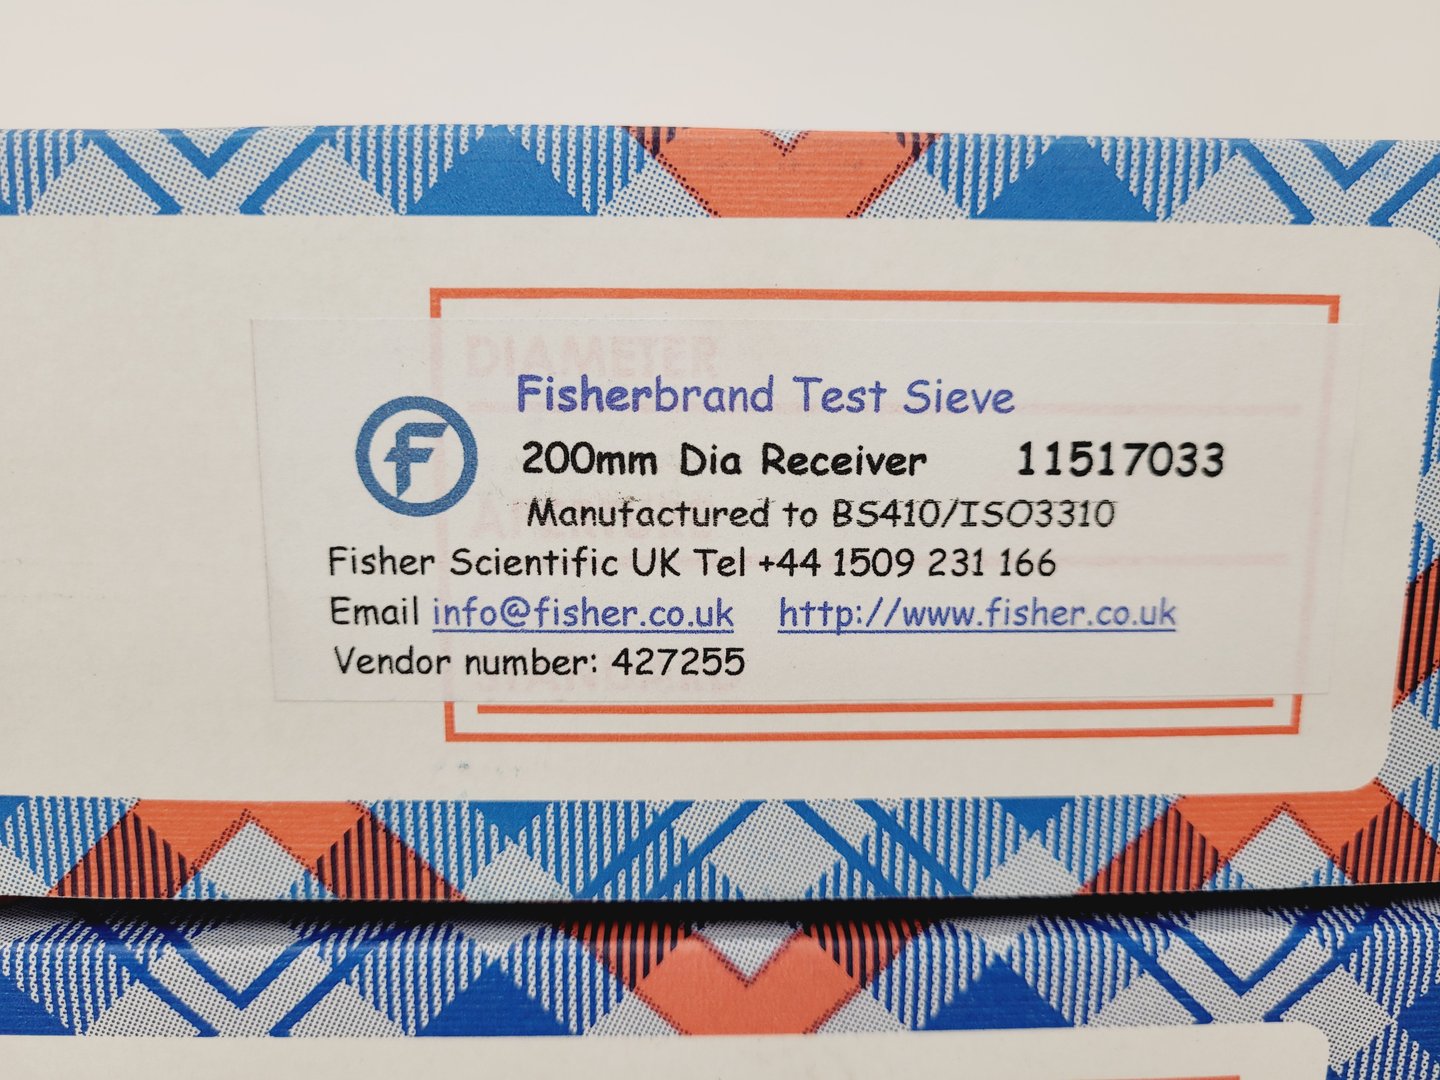 DIAMETER
Fisherbrand Test Sieve
F
200mm Dia Receiver 11517033
Manufactured to BS410/ISO3310
Fisher Scientific UK Tel +44 1509 231 166
Email info@fisher.co.uk http://www.fisher.co.uk
Vendor number: 427255